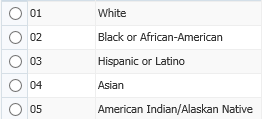 01 White
02 Black or African-American
03 Hispanic or Latino
04 Asian
05 American Indian/Alaskan Native